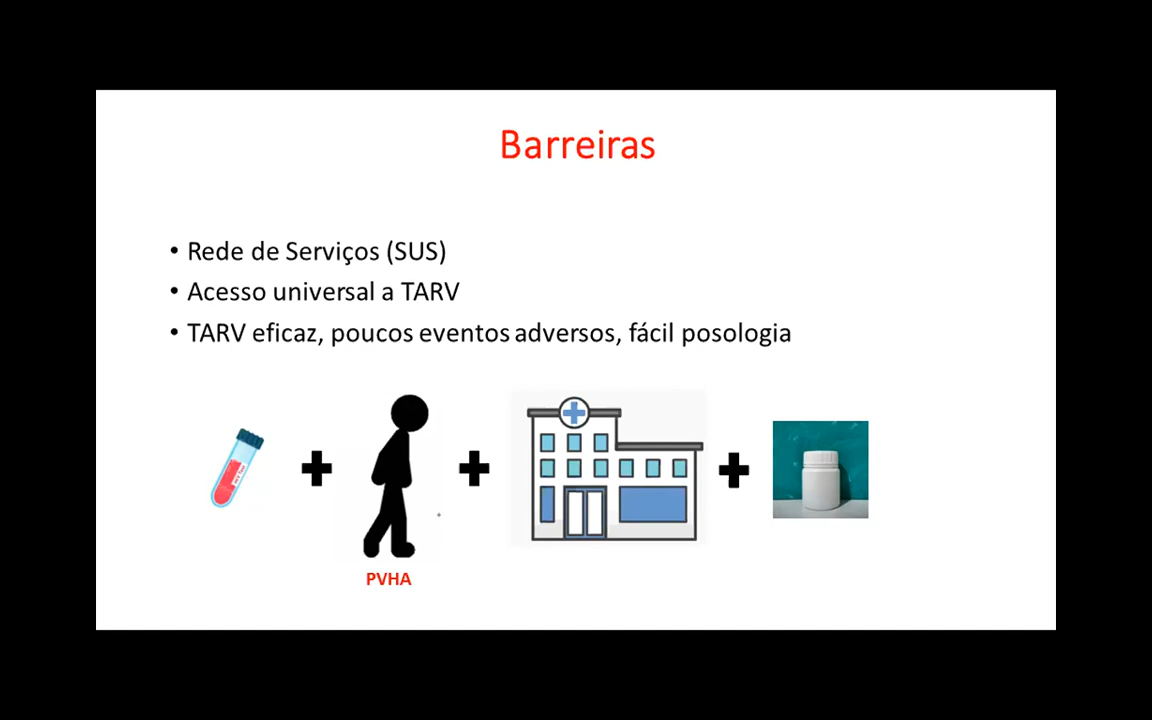 Barreiras
• Rede de Serviços (SUS)
• Acesso universal a TARV
• TARV eficaz, poucos eventos adversos, fácil posologia
PVHA